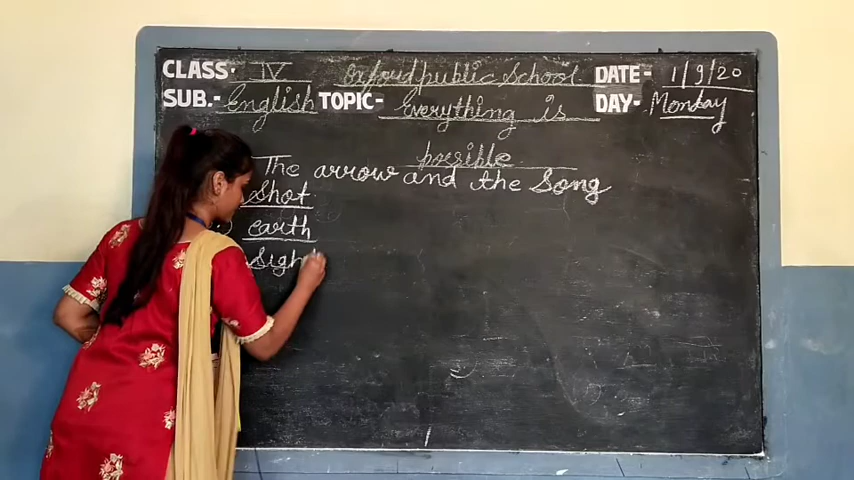 CLASS- IV Oxford public School DATE- 1/9/20
SUB.- English TOPIC- Everything is DAY- Monday
possible
The arrow and the Song
Shot
earth
Sigh